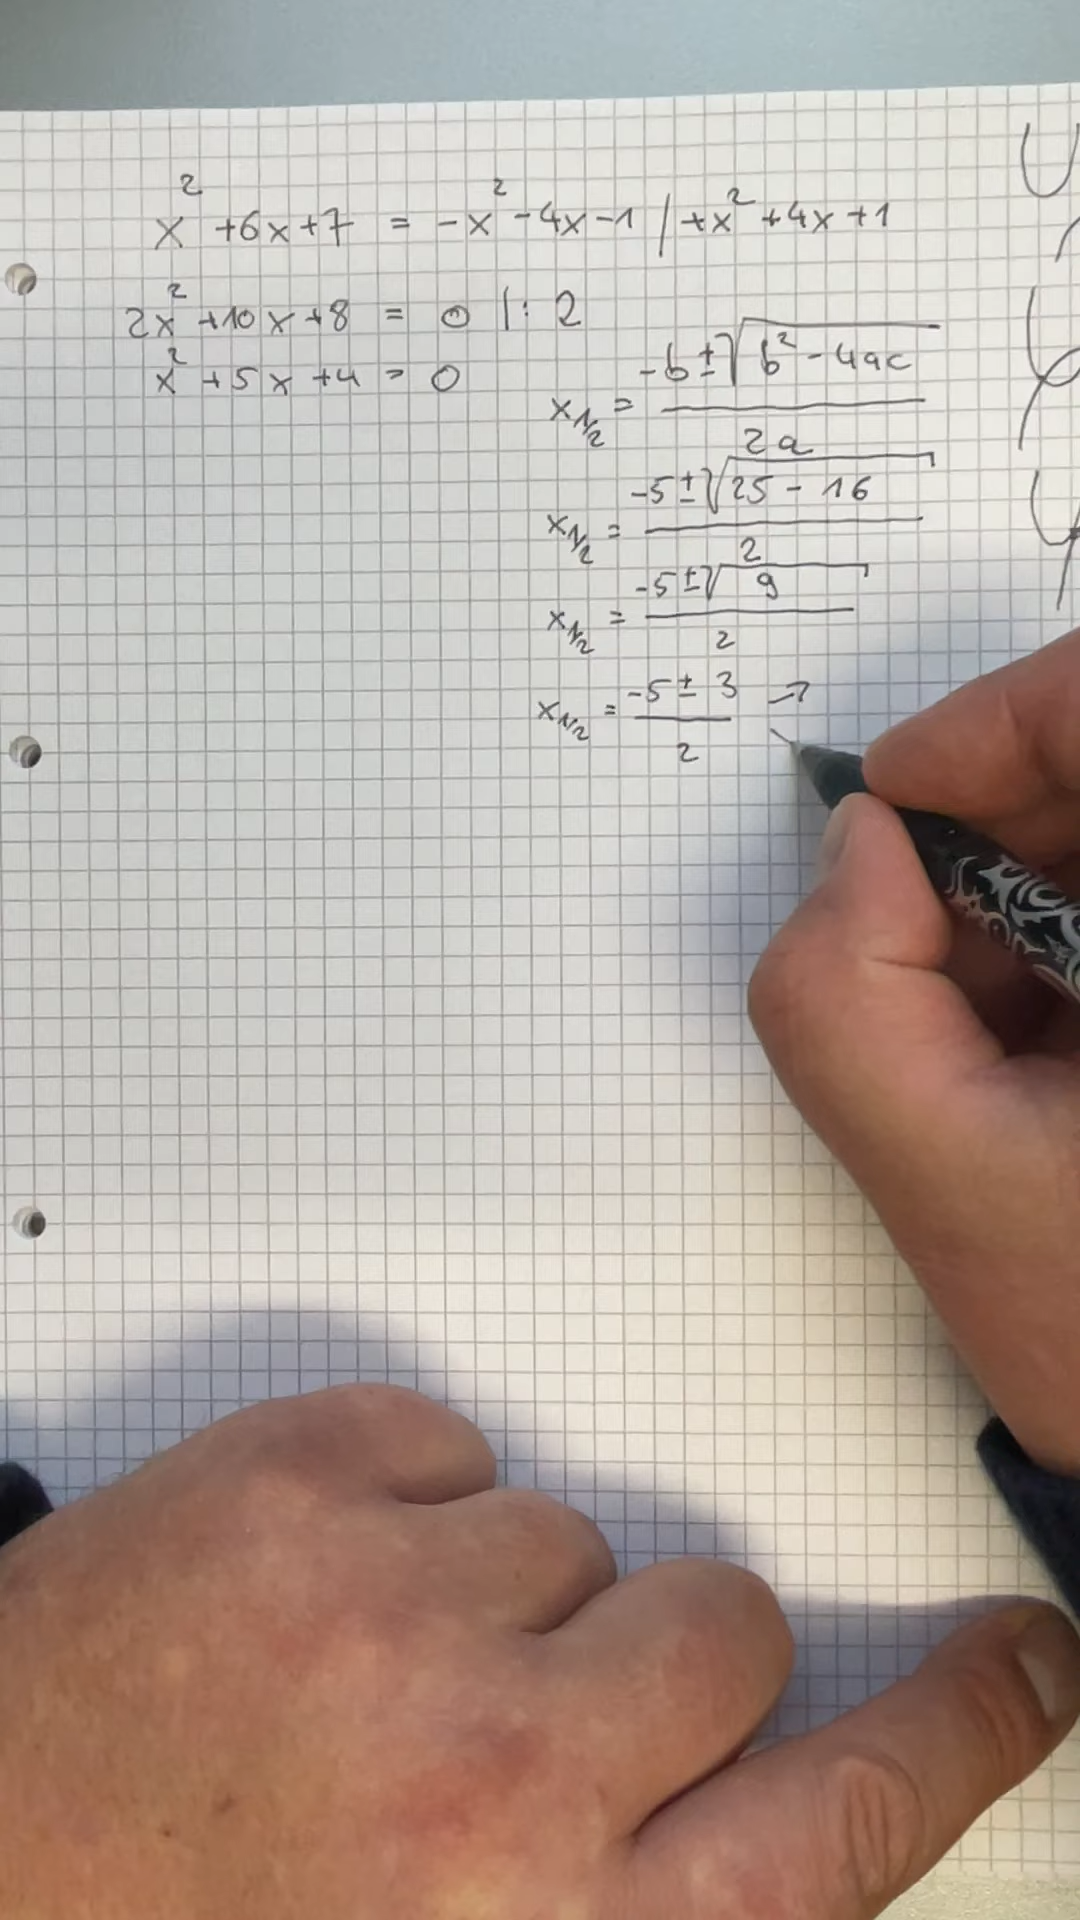 x² +6x+7 = -x² -4x -1 | +x² +4x +1
2x² +10x +8 = 0 |: 2
x² +5x +4 = 0
x₁/₂ = (-b ± √(b² - 4ac)) / 2a
x₁/₂ = (-5 ± √(25 - 16)) / 2
x₁/₂ = (-5 ± √9) / 2
x₁/₂ = (-5 ± 3) / 2 →